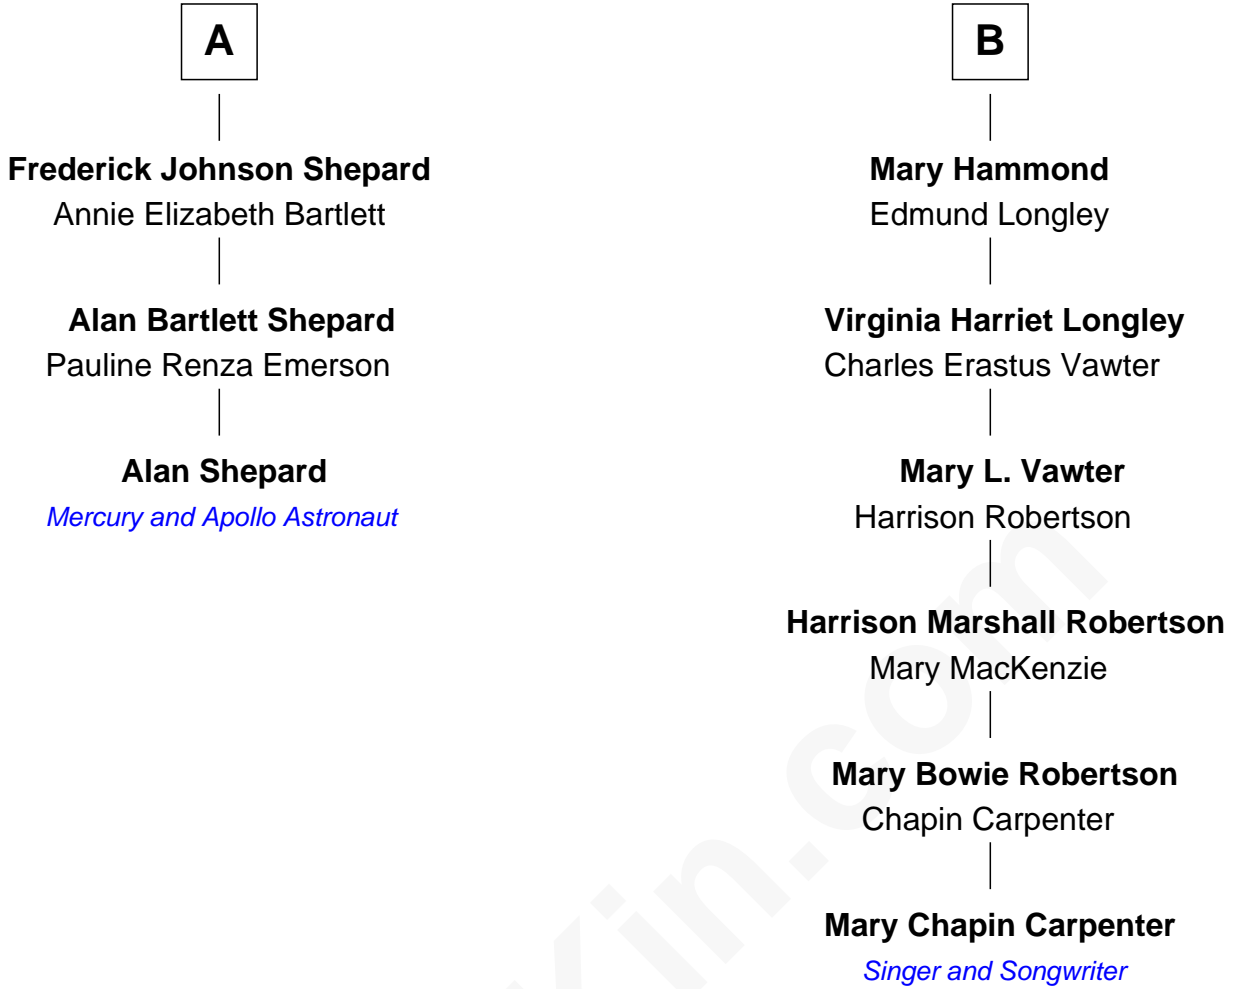 A
Frederick Johnson Shepard
Annie Elizabeth Bartlett
Alan Bartlett Shepard
Pauline Renza Emerson
Alan Shepard
Mercury and Apollo Astronaut
B
Mary Hammond
Edmund Longley
Virginia Harriet Longley
Charles Erastus Vawter
Mary L. Vawter
Harrison Robertson
Harrison Marshall Robertson
Mary MacKenzie
Mary Bowie Robertson
Chapin Carpenter
Mary Chapin Carpenter
Singer and Songwriter
Kin.com